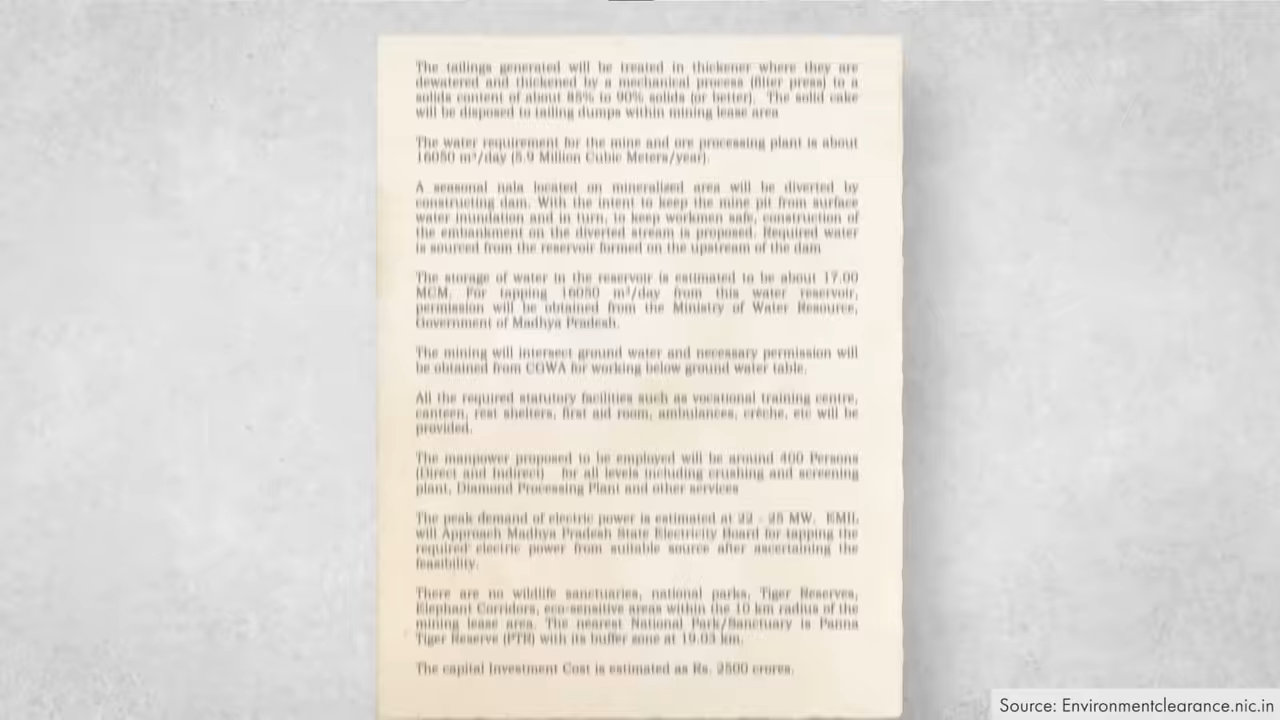 The tailings generated will be treated in thickener where they are
dewatered and thickened by a mechanical process (filter press) to a
solids content of about 85% to 90% solids (or better). The solid cake
will be disposed to tailing dumps within mining lease area
The water requirement for the mine and ore processing plant is about
16050 m³/day (5.9 Million Cubic Meters/year).
A seasonal nala located on mineralized area will be diverted by
constructing dam. With the intent to keep the mine pit from surface
water inundation and in turn, to keep workmen safe, construction of
the embankment on the diverted stream is proposed. Required water
is sourced from the reservoir formed on the upstream of the dam
The storage of water in the reservoir is estimated to be about 17.00
MCM. For tapping 16050 m³/day from this water reservoir,
permission will be obtained from the Ministry of Water Resource,
Government of Madhya Pradesh.
The mining will intersect ground water and necessary permission will
be obtained from CGWA for working below ground water table.
All the required statutory facilities such as vocational training centre,
canteen, rest shelters, first aid room, ambulances, crèche, etc will be
provided.
The manpower proposed to be employed will be around 400 Persons
(Direct and Indirect) for all levels including crushing and screening
plant, Diamond Processing Plant and other services
The peak demand of electric power is estimated at 22 - 25 MW. EMIL
will Approach Madhya Pradesh State Electricity Board for tapping the
required electric power from suitable source after ascertaining the
feasibility.
There are no wildlife sanctuaries, national parks, Tiger Reserves,
Elephant Corridors, eco-sensitive areas within the 10 km radius of the
mining lease area. The nearest National Park/Sanctuary is Panna
Tiger Reserve (PTR) with its buffer zone at 19.03 km.
The capital Investment Cost is estimated as Rs. 2500 crores.
Source: Environmentclearance.nic.in